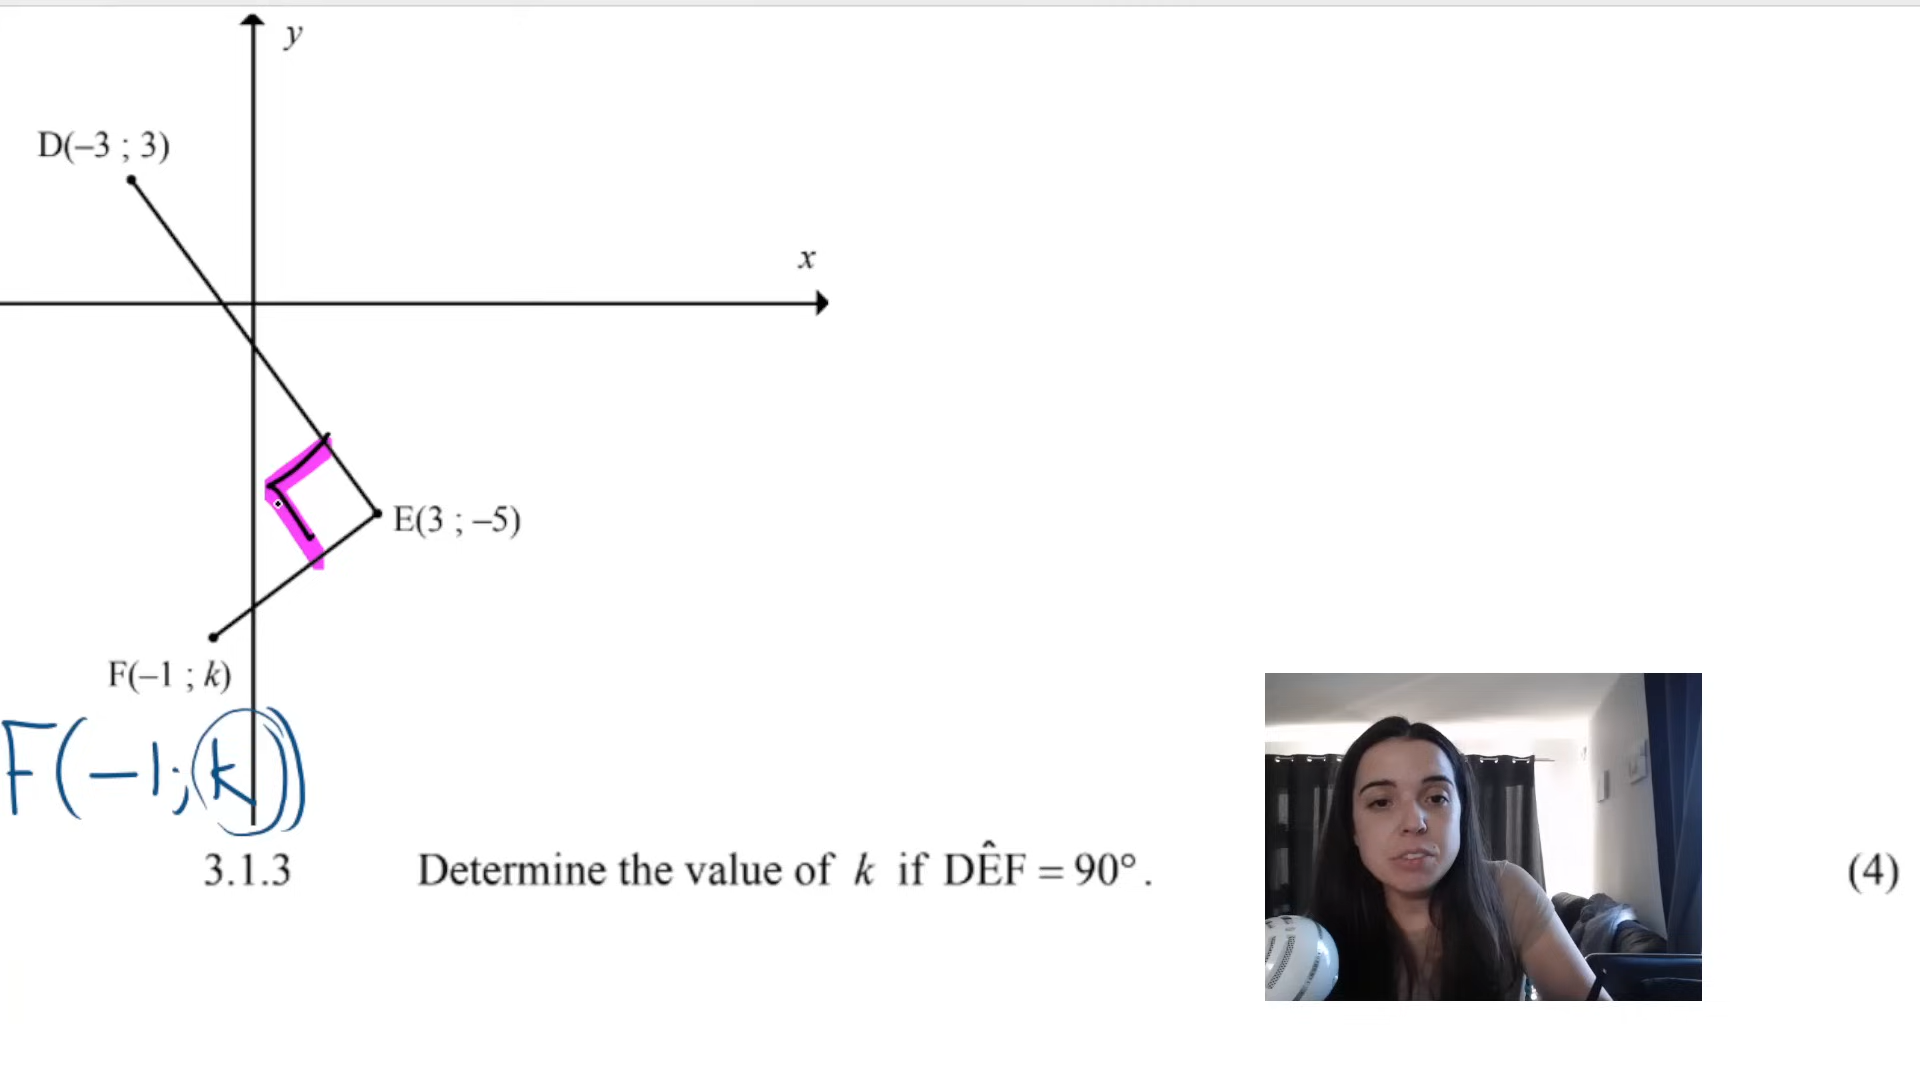 y
D(–3 ; 3)
x
E(3 ; –5)
F(–1 ; k)
F(-1; k)
3.1.3 Determine the value of k if DÊF = 90°. (4)